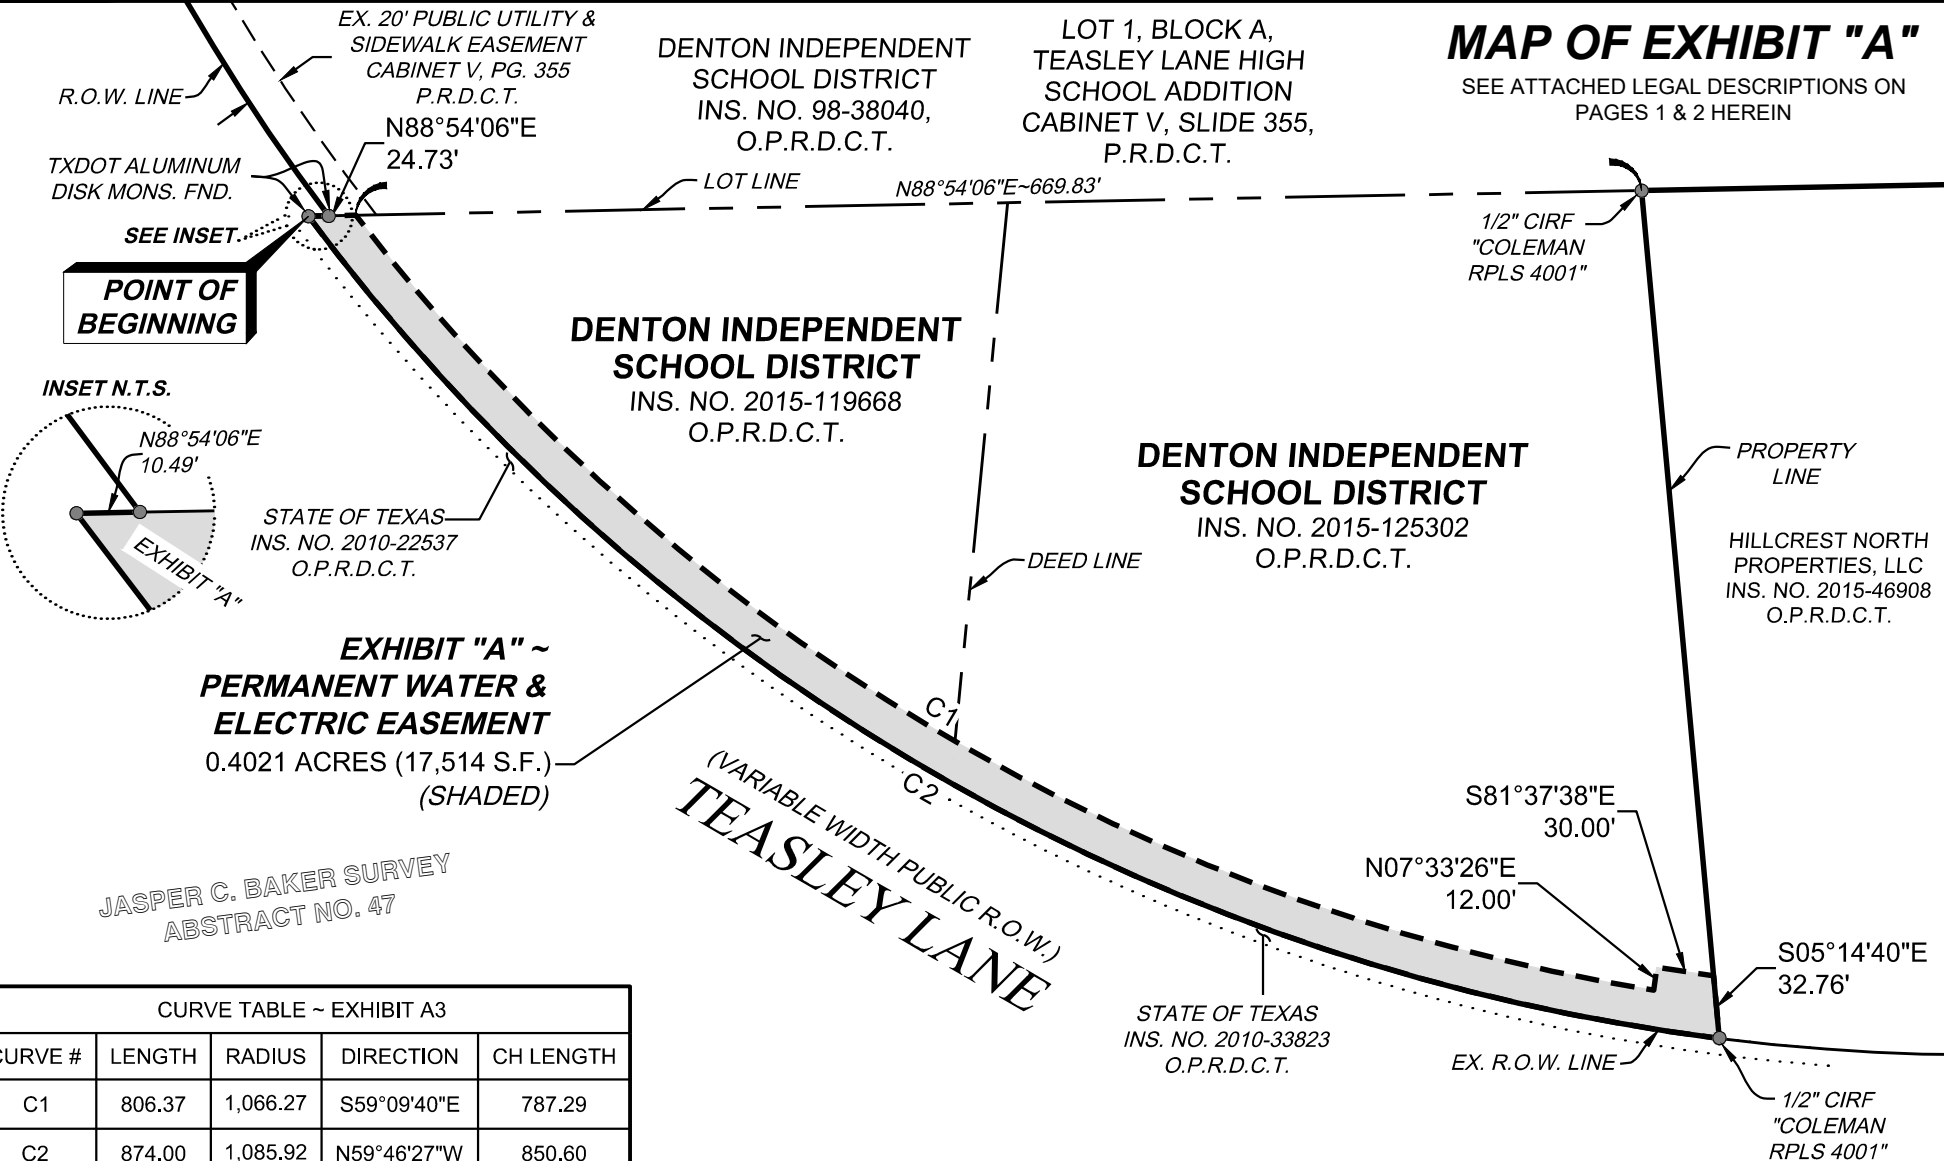 EX. 20' PUBLIC UTILITY &
SIDEWALK EASEMENT
CABINET V, PG. 355
P.R.D.C.T.
R.O.W. LINE
N88°54'06"E
24.73'
TXDOT ALUMINUM
DISK MONS. FND.
SEE INSET
POINT OF
BEGINNING
DENTON INDEPENDENT
SCHOOL DISTRICT
INS. NO. 98-38040,
O.P.R.D.C.T.
LOT 1, BLOCK A,
TEASLEY LANE HIGH
SCHOOL ADDITION
CABINET V, SLIDE 355,
P.R.D.C.T.
MAP OF EXHIBIT "A"
SEE ATTACHED LEGAL DESCRIPTIONS ON
PAGES 1 & 2 HEREIN
LOT LINE
N88°54'06"E~669.83'
1/2" CIRF
"COLEMAN
RPLS 4001"
DENTON INDEPENDENT
SCHOOL DISTRICT
INS. NO. 2015-119668
O.P.R.D.C.T.
INSET N.T.S.
N88°54'06"E
10.49'
EXHIBIT "A"
STATE OF TEXAS
INS. NO. 2010-22537
O.P.R.D.C.T.
DENTON INDEPENDENT
SCHOOL DISTRICT
INS. NO. 2015-125302
O.P.R.D.C.T.
PROPERTY
LINE
DEED LINE
HILLCREST NORTH
PROPERTIES, LLC
INS. NO. 2015-46908
O.P.R.D.C.T.
EXHIBIT "A" ~
PERMANENT WATER &
ELECTRIC EASEMENT
0.4021 ACRES (17,514 S.F.)
(SHADED)
C1
C2
(VARIABLE WIDTH PUBLIC R.O.W.)
TEASLEY LANE
S81°37'38"E
30.00'
N07°33'26"E
12.00'
S05°14'40"E
32.76'
JASPER C. BAKER SURVEY
ABSTRACT NO. 47
STATE OF TEXAS
INS. NO. 2010-33823
O.P.R.D.C.T.
EX. R.O.W. LINE
1/2" CIRF
"COLEMAN
RPLS 4001"
CURVE TABLE ~ EXHIBIT A3
CURVE # LENGTH RADIUS DIRECTION CH LENGTH
C1 806.37 1,066.27 S59°09'40"E 787.29
C2 874.00 1,085.92 N59°46'27"W 850.60